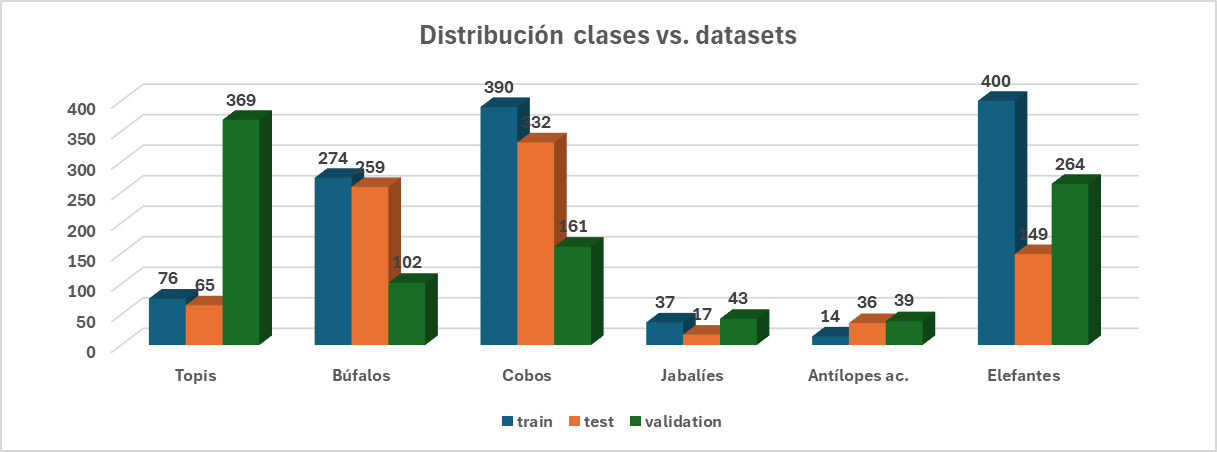 Distribución clases vs. datasets
400
350
300
250
200
150
100
50
0
76 65 369
274 259 102
390 332 161
37 17 43
14 36 39
400 149 264
Topis Búfalos Cobos Jabalíes Antílopes ac. Elefantes
train test validation